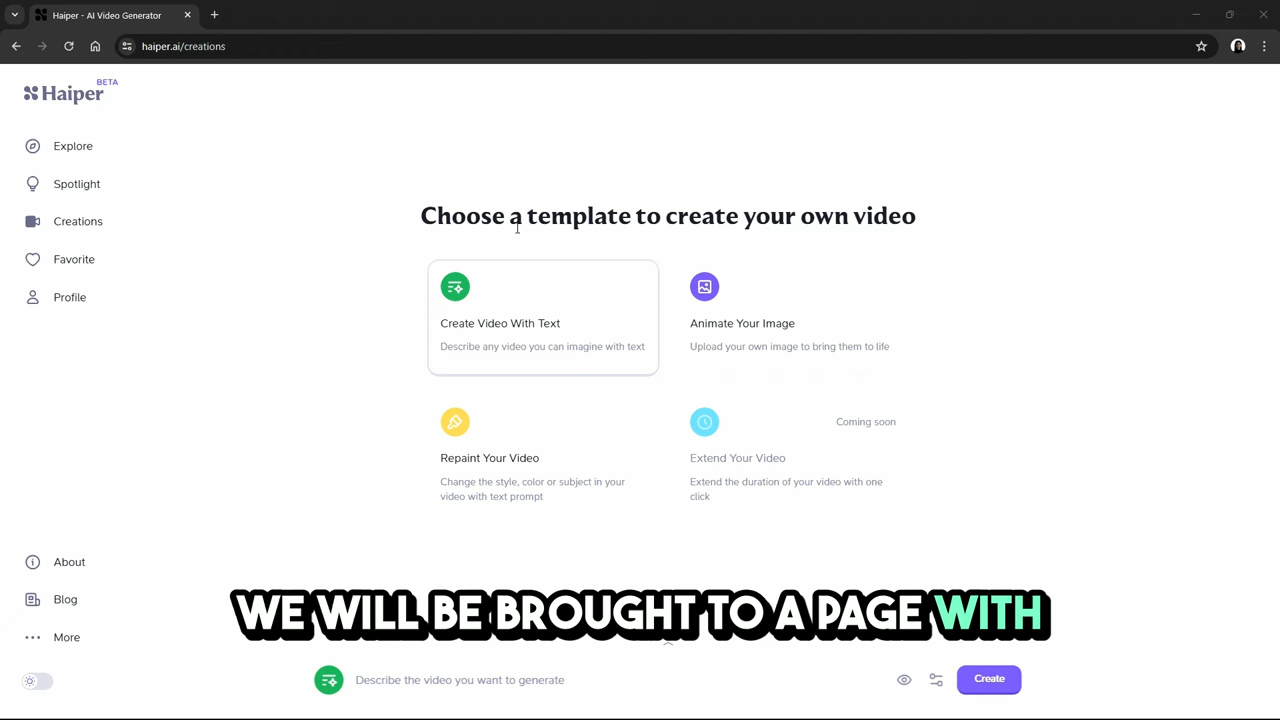 Haiper - AI Video Generator
haiper.ai/creations
Haiper
BETA
Explore
Spotlight
Creations
Favorite
Profile
Choose a template to create your own video
Create Video With Text
Describe any video you can imagine with text
Animate Your Image
Upload your own image to bring them to life
Repaint Your Video
Change the style, color or subject in your
video with text prompt
Coming soon
Extend Your Video
Extend the duration of your video with one
click
About
Blog
More
WE WILL BE BROUGHT TO A PAGE WITH
Describe the video you want to generate
Create